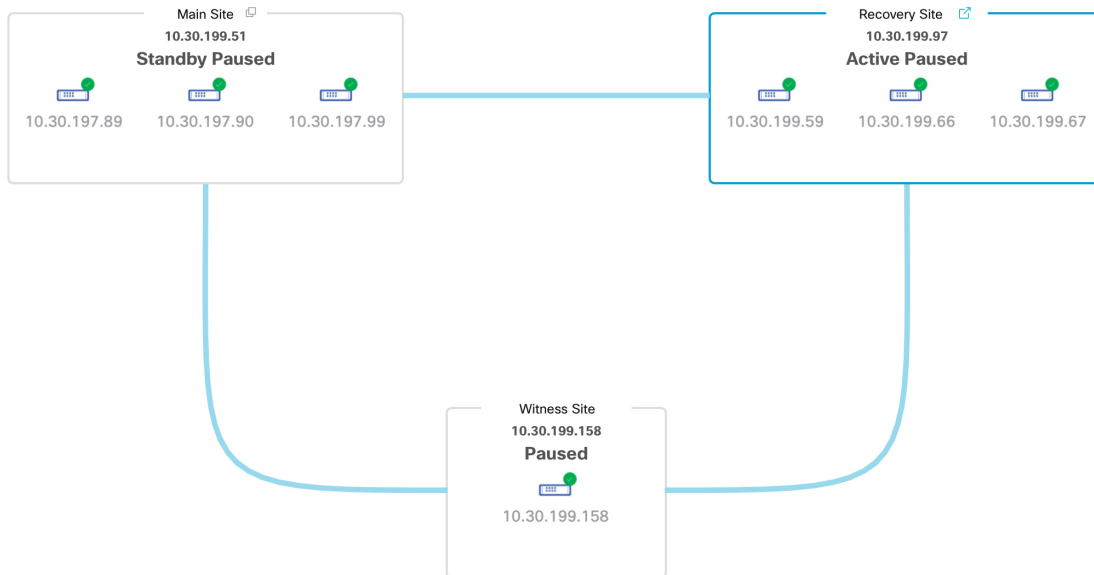 Main Site
10.30.199.51
Standby Paused
10.30.197.89 10.30.197.90 10.30.197.99
Recovery Site
10.30.199.97
Active Paused
10.30.199.59 10.30.199.66 10.30.199.67
Witness Site
10.30.199.158
Paused
10.30.199.158